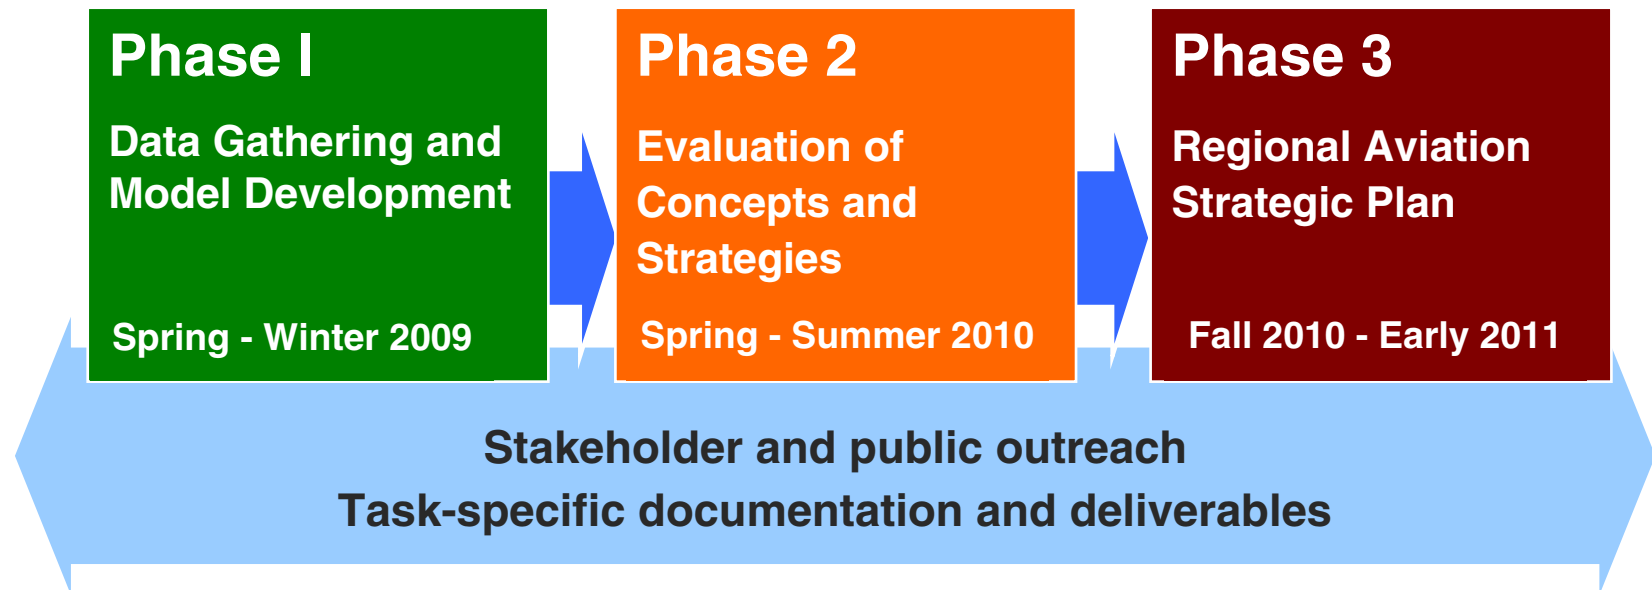 Phase I
Data Gathering and
Model Development
Spring - Winter 2009
Phase 2
Evaluation of
Concepts and
Strategies
Spring - Summer 2010
Phase 3
Regional Aviation
Strategic Plan
Fall 2010 - Early 2011
Stakeholder and public outreach
Task-specific documentation and deliverables